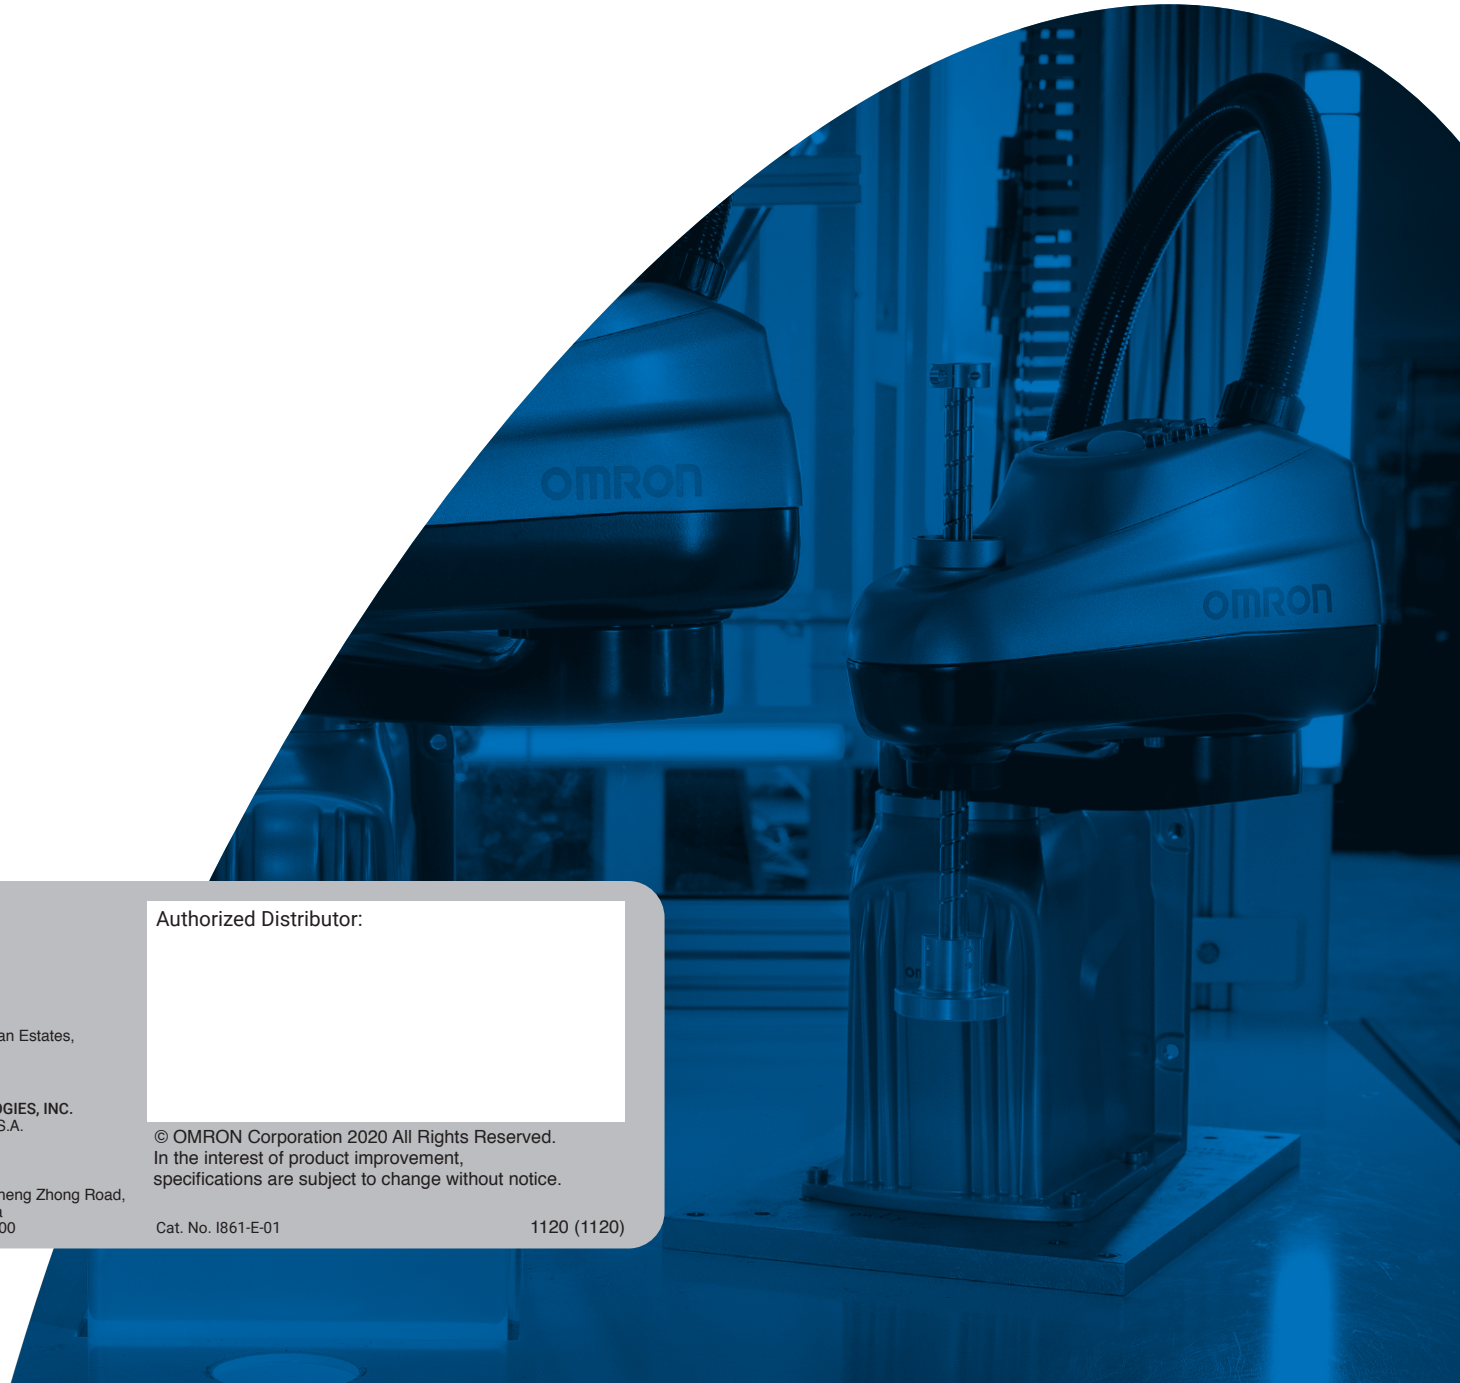 OMRON
OMRON
Authorized Distributor:
an Estates,
GIES, INC.
S.A.
heng Zhong Road,
00
© OMRON Corporation 2020 All Rights Reserved.
In the interest of product improvement,
specifications are subject to change without notice.
Cat. No. I861-E-01
1120 (1120)